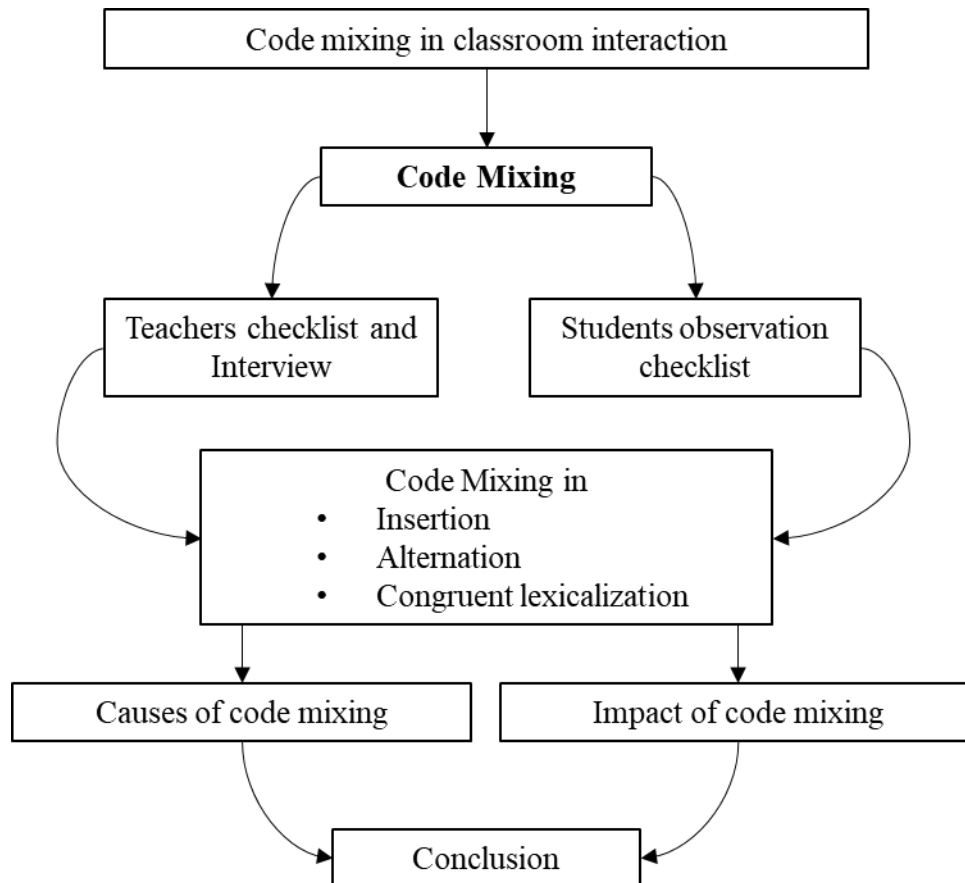 Code mixing in classroom interaction
Code Mixing
Teachers checklist and
Interview
Students observation
checklist
Code Mixing in
• Insertion
• Alternation
• Congruent lexicalization
Causes of code mixing
Impact of code mixing
Conclusion